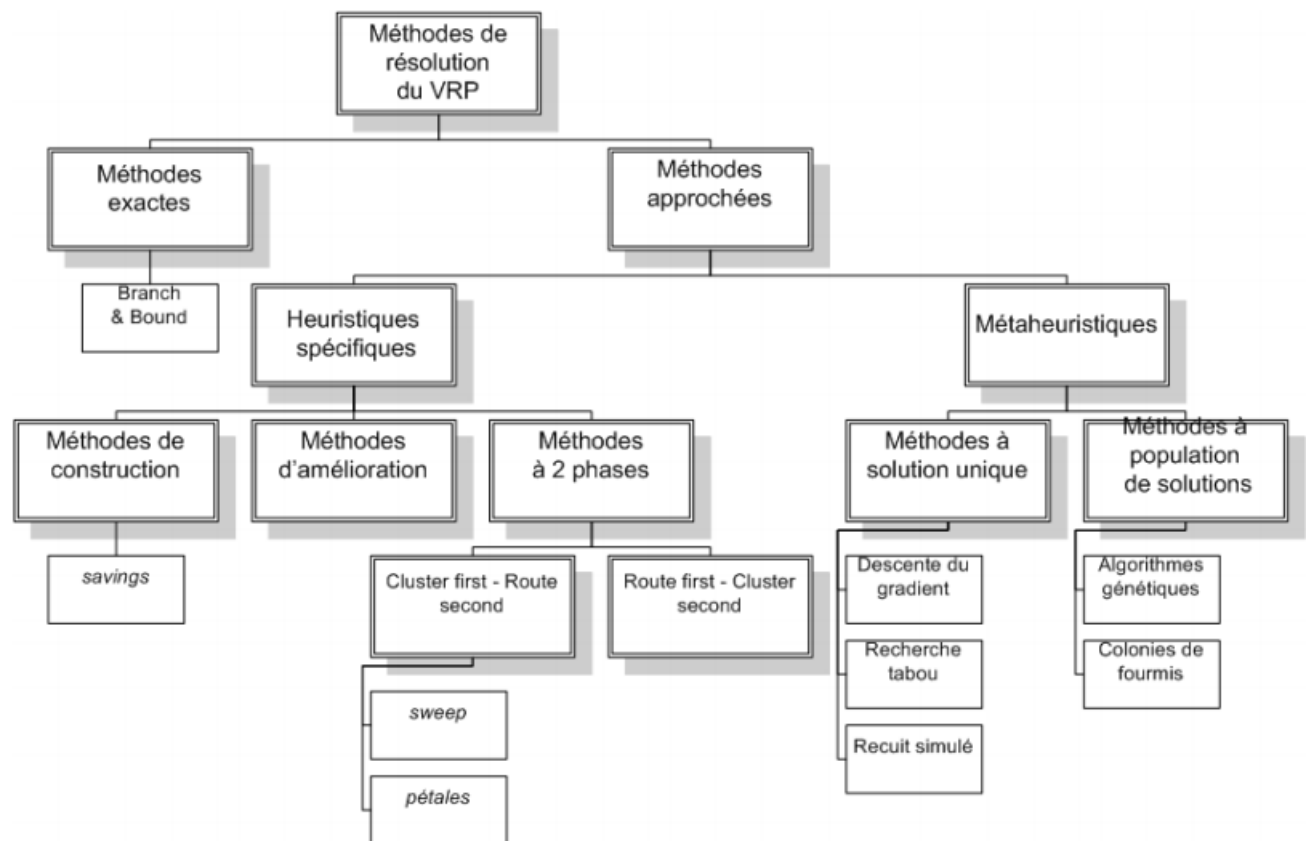 Méthodes de
résolution
du VRP
Méthodes
exactes
Méthodes
approchées
Branch
& Bound
Heuristiques
spécifiques
Métaheuristiques
Méthodes de
construction
Méthodes
d'amélioration
Méthodes
à 2 phases
Méthodes à
solution unique
Méthodes à
population
de solutions
savings
Cluster first - Route
second
Route first - Cluster
second
Descente du
gradient
Algorithmes
génétiques
Recherche
tabou
Colonies de
fourmis
sweep
Recuit simulé
pétales